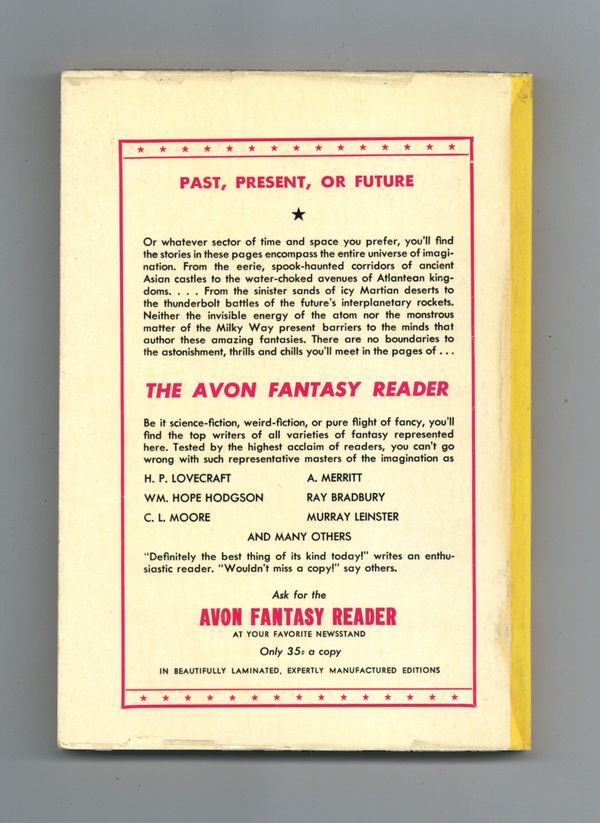 PAST, PRESENT, OR FUTURE
Or whatever sector of time and space you prefer, you'll find
the stories in these pages encompass the entire universe of imagi-
nation. From the eerie, spook-haunted corridors of ancient
Asian castles to the water-choked avenues of Atlantean king-
doms. . . . From the sinister sands of icy Martian deserts to
the thunderbolt battles of the future's interplanetary rockets.
Neither the invisible energy of the atom nor the monstrous
matter of the Milky Way present barriers to the minds that
author these amazing fantasies. There are no boundaries to
the astonishment, thrills and chills you'll meet in the pages of . . .
THE AVON FANTASY READER
Be it science-fiction, weird-fiction, or pure flight of fancy, you'll
find the top writers of all varieties of fantasy represented
here. Tested by the highest acclaim of readers, you can't go
wrong with such representative masters of the imagination as
H. P. LOVECRAFT A. MERRITT
WM. HOPE HODGSON RAY BRADBURY
C. L. MOORE MURRAY LEINSTER
AND MANY OTHERS
"Definitely the best thing of its kind today!" writes an enthu-
siastic reader. "Wouldn't miss a copy!" say others.
Ask for the
AVON FANTASY READER
AT YOUR FAVORITE NEWSSTAND
Only 35¢ a copy
IN BEAUTIFULLY LAMINATED, EXPERTLY MANUFACTURED EDITIONS